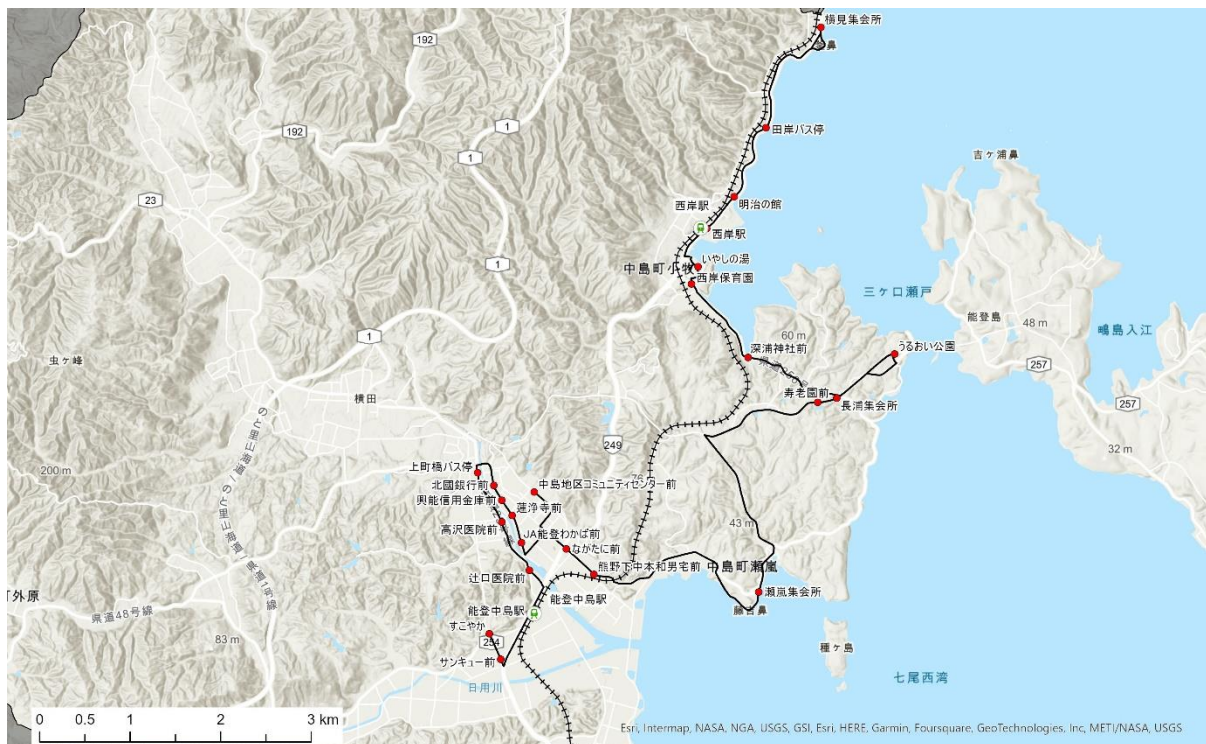 横見集会所
192
1
田岸バス停
192
吉ヶ浦鼻
1
23
明治の館
西岸駅
西岸駅
いやしの湯
中島町小牧
1
西岸保育園
三ケ口瀬戸
能登島
48 m
鰀島入江
60 m
1
うるおい公園
虫ヶ峰
深浦神社前
257
寿老園前
長浦集会所
横田
257
249
32 m
200 m
上町橋バス停
北國銀行前
中島地区コミュニティセンター前
76
興能信用金庫前
蓮浄寺前
高沢医院前
43 m
のと里山海道/県道1号線
JA能登わかば前
ながたに前
熊野下中本和男宅前
中島町瀬嵐
辻口医院前
瀬嵐集会所
能登中島駅
能登中島駅
町外原
県道48号線
すこやか
254
83 m
サンキュー前
種ヶ島
七尾西湾
日用川
0 0.5 1 2 3 km
Esri, Intermap, NASA, NGA, USGS, GSI, Esri, HERE, Garmin, Foursquare, GeoTechnologies, Inc, METI/NASA, USGS